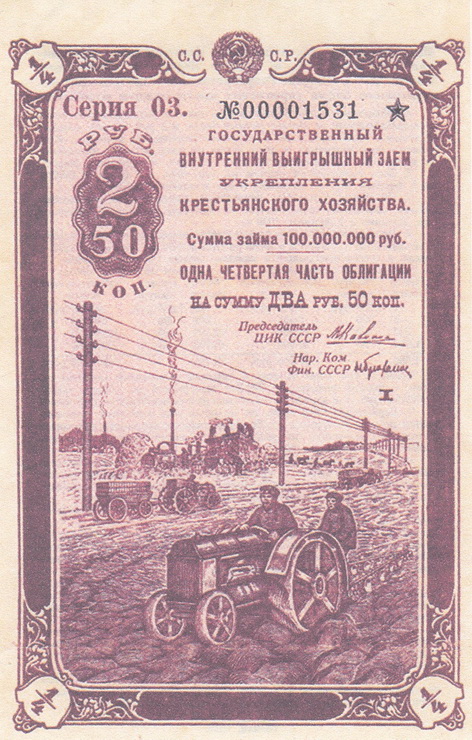 С.С. С.Р.
1/4 1/4
Серия 03. №00001531
РУБ.
2
50
КОП.
ГОСУДАРСТВЕННЫЙ
ВНУТРЕННИЙ ВЫИГРЫШНЫЙ ЗАЕМ
УКРЕПЛЕНИЯ
КРЕСТЬЯНСКОГО ХОЗЯЙСТВА.
Сумма займа 100.000.000 руб.
ОДНА ЧЕТВЕРТАЯ ЧАСТЬ ОБЛИГАЦИИ
НА СУММУ ДВА РУБ. 50 КОП.
Председатель
ЦИК СССР
Нар. Ком
Фин. СССР
I
1/4 1/4